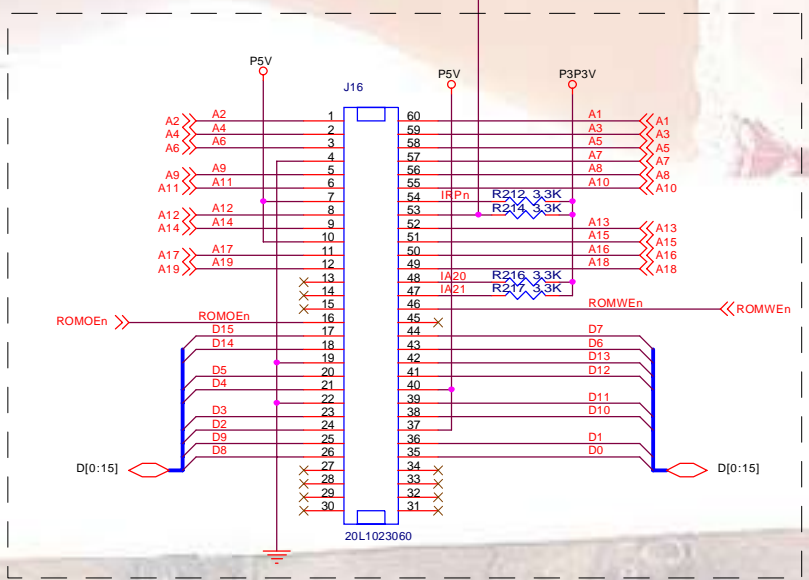 P5V
P5V
P3P3V
J16
A2 A2 1 60 A1 A1
A4 A4 2 59 A3 A3
A6 A6 3 58 A5 A5
4 57 A7 A7
A9 A9 5 56 A8 A8
A11 A11 6 55 A10 A10
7 54 IRPn R212 3.3K
A12 A12 8 53 R214 3.3K
A14 A14 9 52 A13 A13
10 51 A15 A15
A17 A17 11 50 A16 A16
A19 A19 12 49 A18 A18
13 48 IA20 R216 3.3K
14 47 IA21 R217 3.3K
15 46 ROMWEn ROMWEn
ROMOEn ROMOEn 16 45
D15 17 44 D7
D14 18 43 D6
19 42 D13
D5 20 41 D12
D4 21 40
22 39 D11
D3 23 38 D10
D2 24 37
D9 25 36 D1
D8 26 35 D0
D[0:15] 27 34 D[0:15]
28 33
29 32
30 31
20L1023060